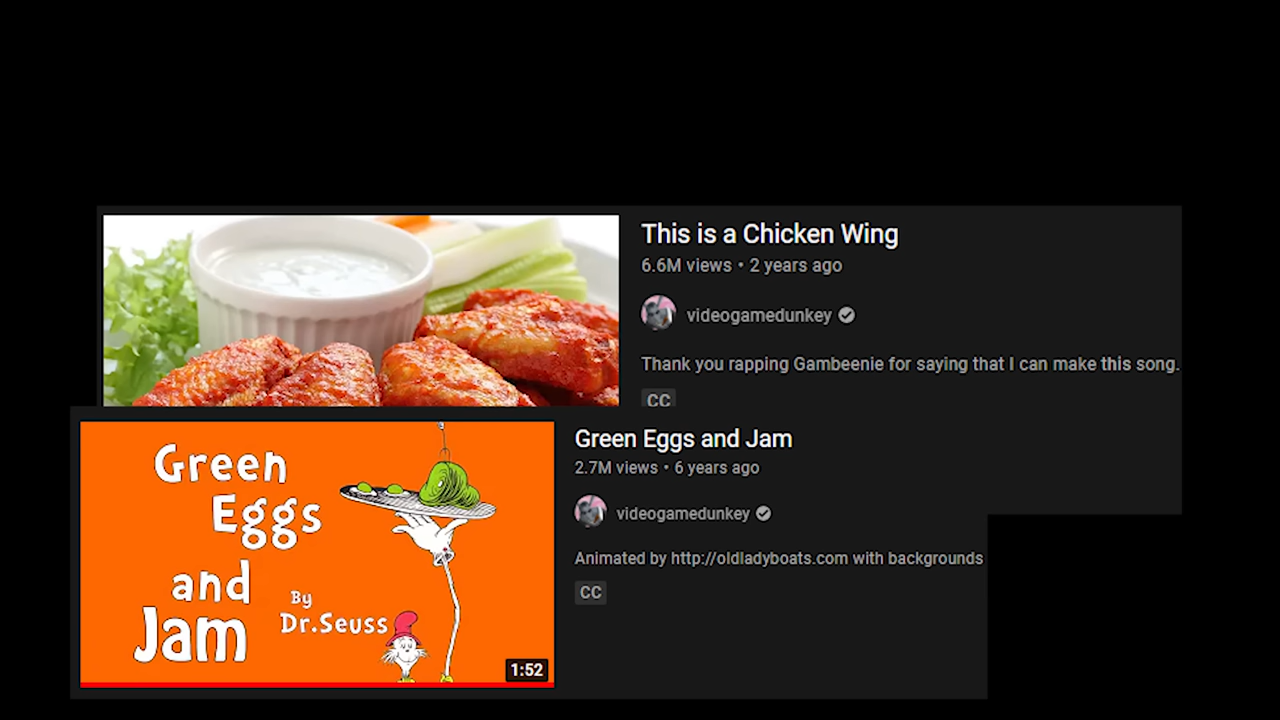 This is a Chicken Wing
6.6M views • 2 years ago
videogamedunkey
Thank you rapping Gambeenie for saying that I can make this song.
CC
Green
Eggs
and
Jam
By
Dr.Seuss
1:52
Green Eggs and Jam
2.7M views • 6 years ago
videogamedunkey
Animated by http://oldladyboats.com with backgrounds
CC